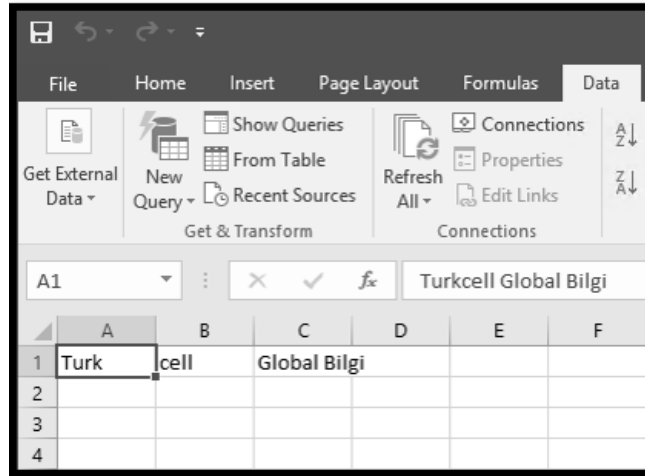 File Home Insert Page Layout Formulas Data
Show Queries Connections
From Table Properties
Get External Data New Query Recent Sources Refresh All Edit Links
Get & Transform Connections
A1 fx Turkcell Global Bilgi
A B C D E F
1 Turk cell Global Bilgi
2
3
4